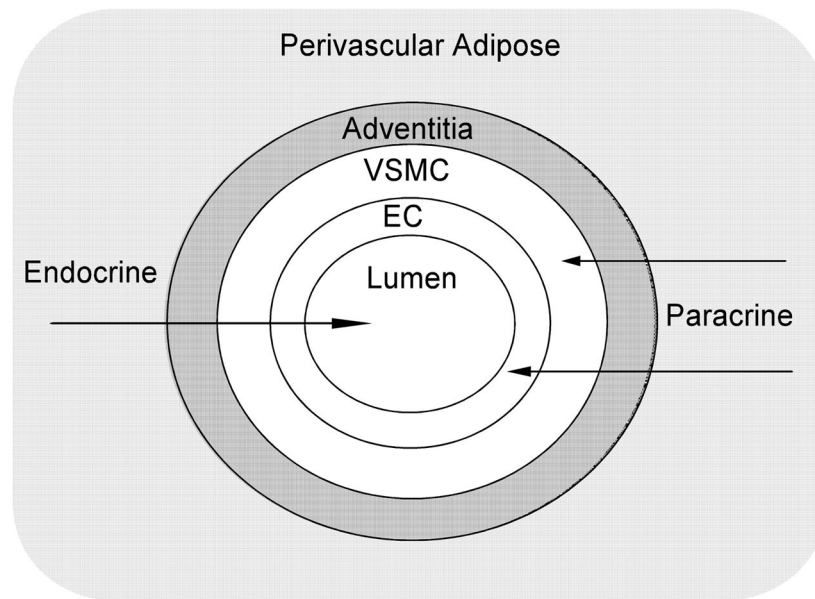 Perivascular Adipose
Adventitia
VSMC
EC
Lumen
Endocrine
Paracrine